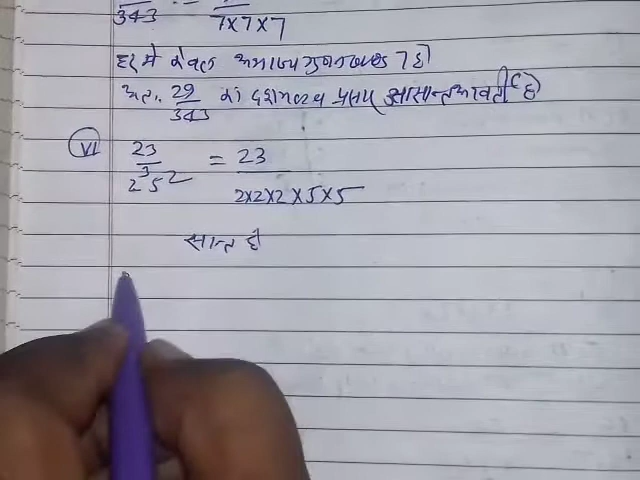 343 = 7×7×7
हर में केवल अभाज्य गुणनखण्ड 7 है
अतः 29/343 का दशमलव प्रसार असान्त आवर्ती है
VI 23/2³5² = 23/2×2×2×5×5
सान्त है